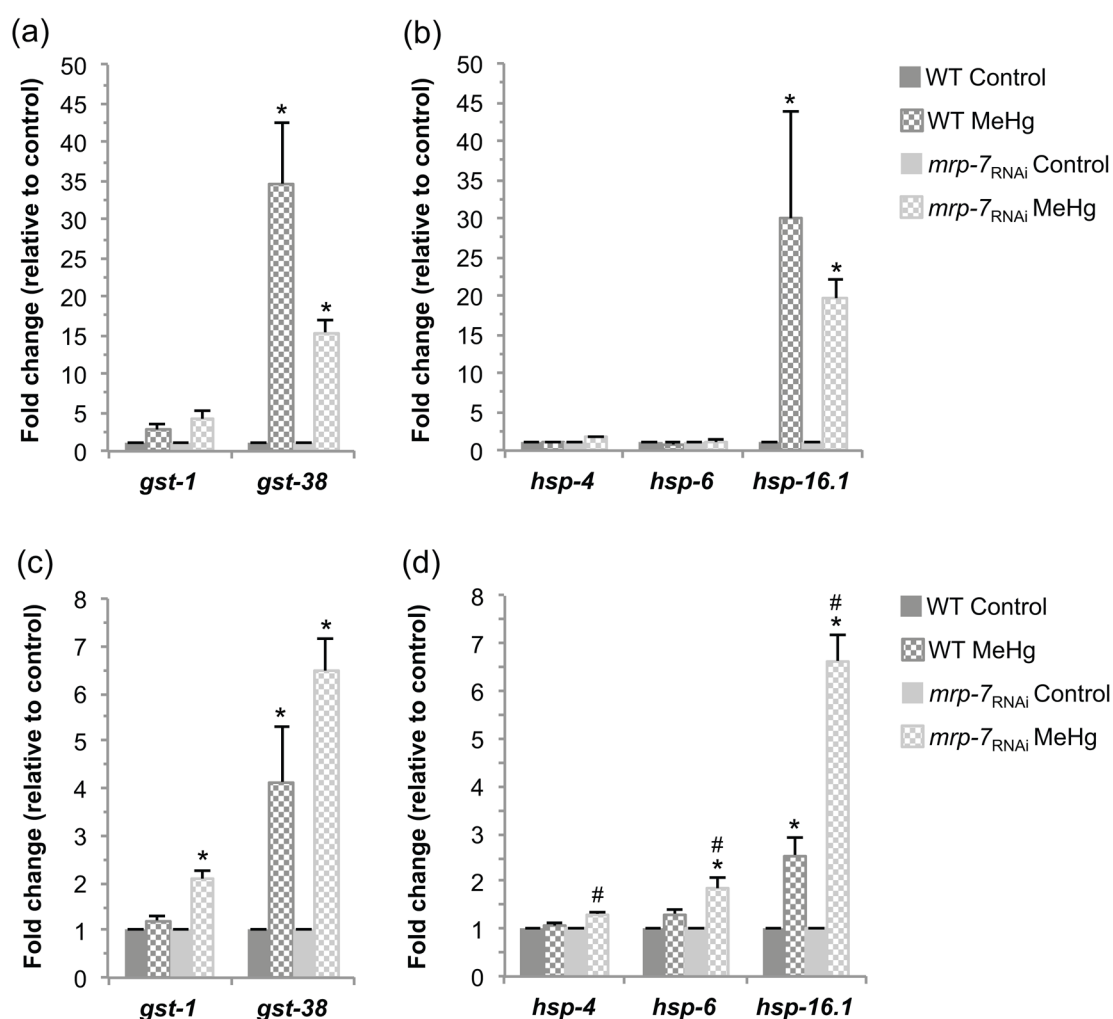 (a)
Fold change (relative to control)
50
45
40
35
30
25
20
15
10
5
0
*
*
gst-1 gst-38
(b)
Fold change (relative to control)
50
45
40
35
30
25
20
15
10
5
0
*
*
hsp-4 hsp-6 hsp-16.1
WT Control
WT MeHg
mrp-7RNAi Control
mrp-7RNAi MeHg
(c)
Fold change (relative to control)
8
7
6
5
4
3
2
1
0
*
*
*
gst-1 gst-38
(d)
Fold change (relative to control)
8
7
6
5
4
3
2
1
0
#
#
*
*
#
*
hsp-4 hsp-6 hsp-16.1
WT Control
WT MeHg
mrp-7RNAi Control
mrp-7RNAi MeHg